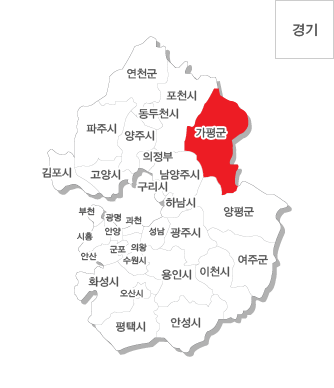 경기
연천군
포천시
동두천시
가평군
파주시
양주시
의정부
김포시
고양시
남양주시
구리시
하남시
부천
광명
과천
양평군
시흥
안양
성남
광주시
군포
의왕
안산
수원시
여주군
용인시
이천시
화성시
오산시
평택시
안성시